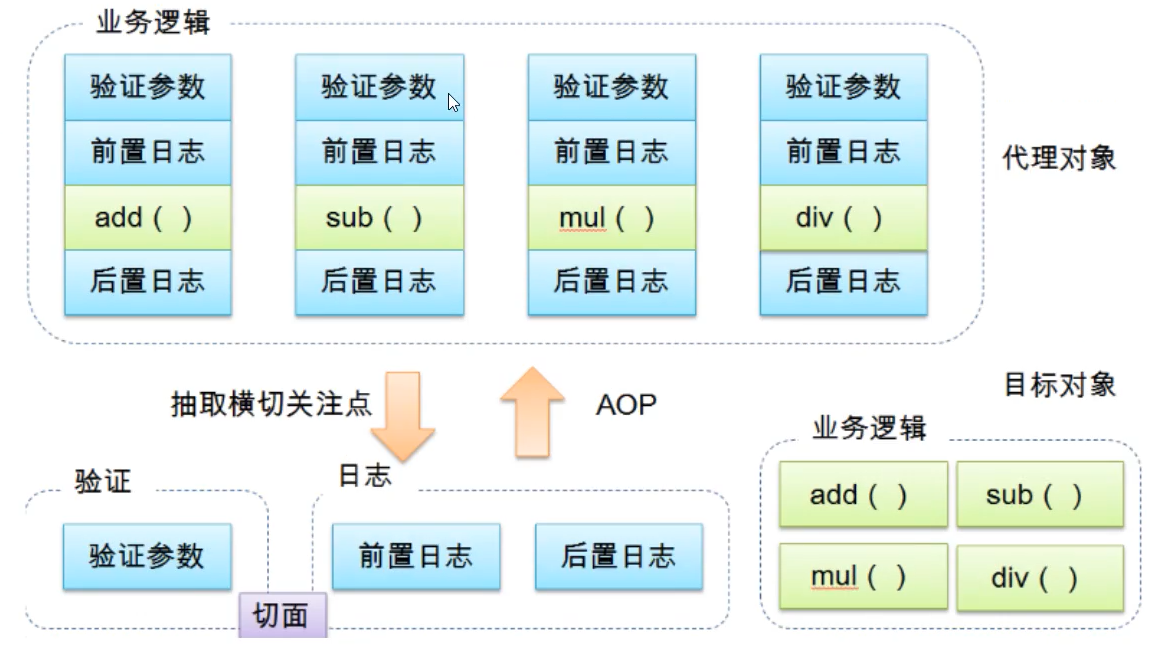 业务逻辑
验证参数 验证参数 验证参数 验证参数
前置日志 前置日志 前置日志 前置日志
代理对象
add ( ) sub ( ) mul ( ) div ( )
后置日志 后置日志 后置日志 后置日志
抽取横切关注点
AOP
目标对象
业务逻辑
add ( ) sub ( )
mul ( ) div ( )
验证
日志
验证参数
前置日志 后置日志
切面